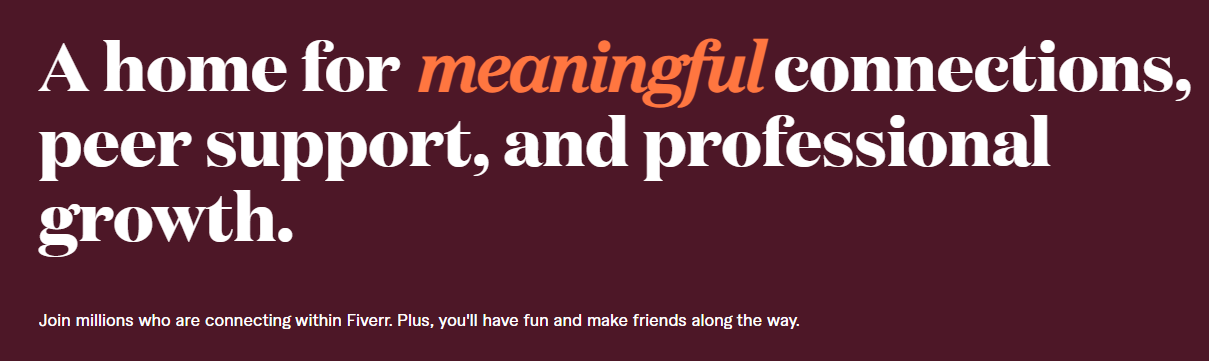 A home for meaningful connections,
peer support, and professional
growth.
Join millions who are connecting within Fiverr. Plus, you'll have fun and make friends along the way.